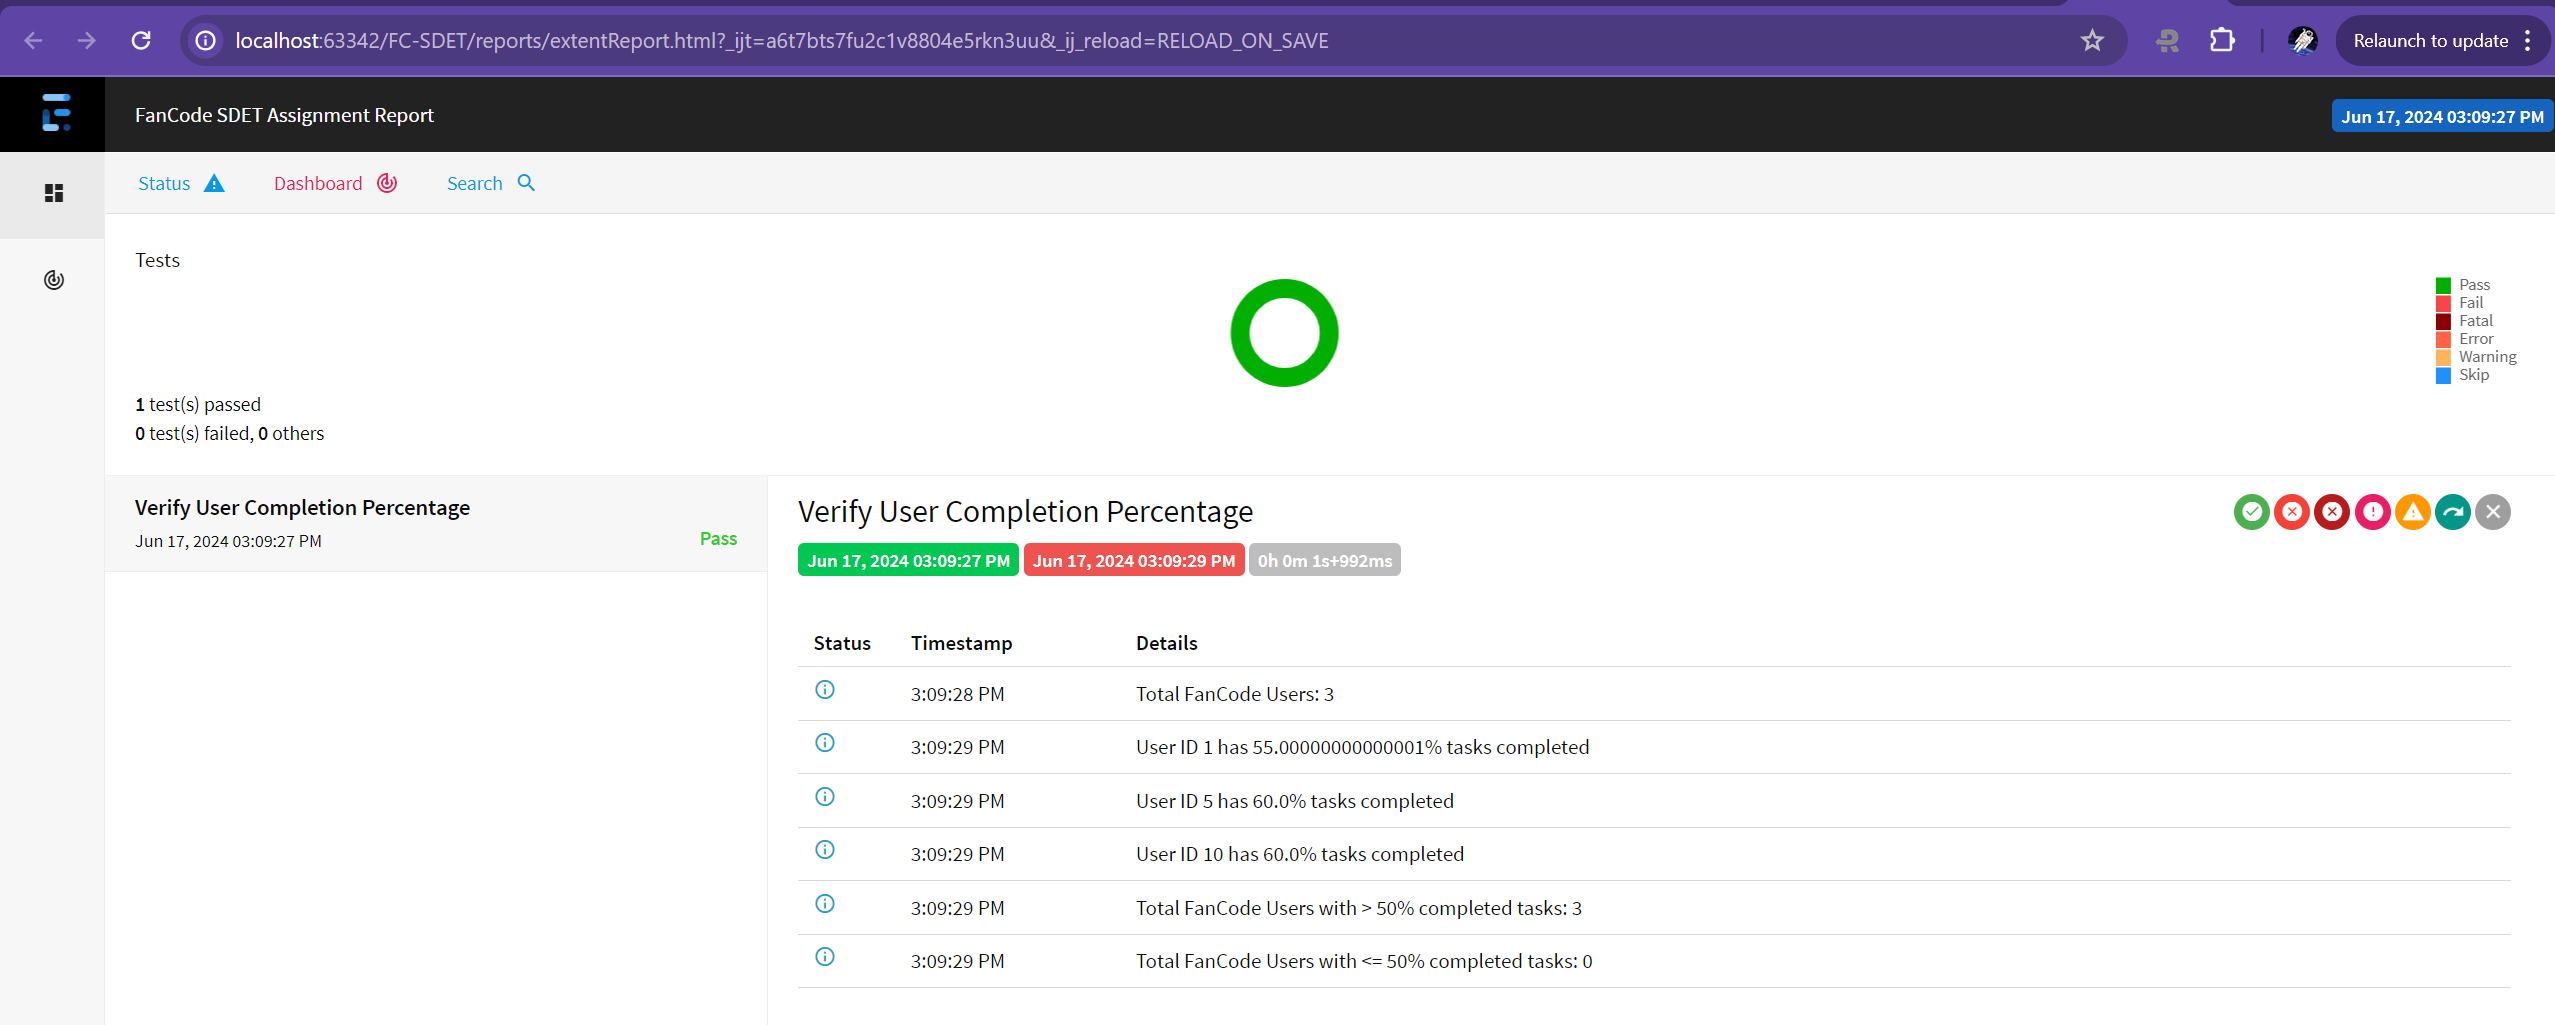 localhost:63342/FC-SDET/reports/extentReport.html?_ijt=a6t7bts7fu2c1v8804e5rkn3uu&_ij_reload=RELOAD_ON_SAVE
Relaunch to update
FanCode SDET Assignment Report
Jun 17, 2024 03:09:27 PM
Status
Dashboard
Search
Tests
Pass
Fail
Fatal
Error
Warning
Skip
1 test(s) passed
0 test(s) failed, 0 others
Verify User Completion Percentage
Jun 17, 2024 03:09:27 PM
Pass
Verify User Completion Percentage
Jun 17, 2024 03:09:27 PM Jun 17, 2024 03:09:29 PM 0h 0m 1s+992ms
Status Timestamp Details
3:09:28 PM Total FanCode Users: 3
3:09:29 PM User ID 1 has 55.00000000000001% tasks completed
3:09:29 PM User ID 5 has 60.0% tasks completed
3:09:29 PM User ID 10 has 60.0% tasks completed
3:09:29 PM Total FanCode Users with > 50% completed tasks: 3
3:09:29 PM Total FanCode Users with <= 50% completed tasks: 0